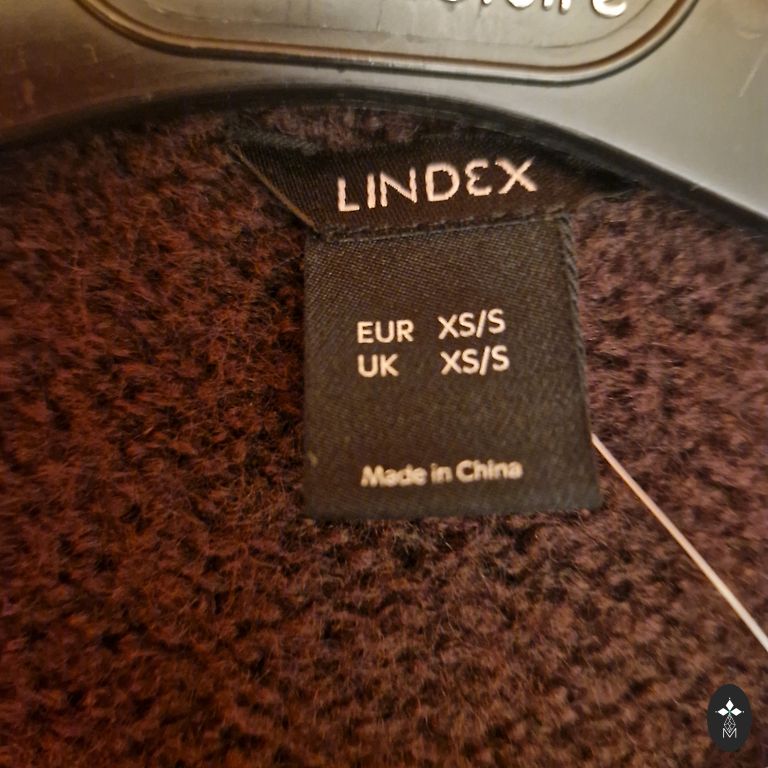 LINDEX
EUR XS/S
UK XS/S
Made in China
M